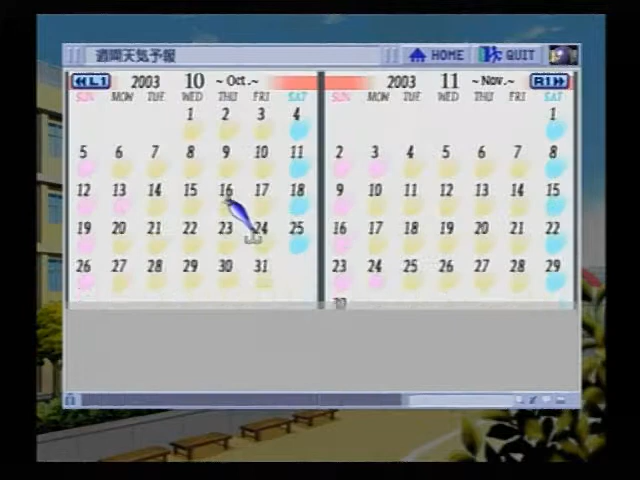 週間天気予報 HOME QUIT
L1 2003 10 ~Oct.~ 2003 11 ~Nov.~ R1
SUN MON TUE WED THU FRI SAT SUN MON TUE WED THU FRI SAT
1 2 3 4 1
5 6 7 8 9 10 11 2 3 4 5 6 7 8
12 13 14 15 16 17 18 9 10 11 12 13 14 15
19 20 21 22 23 24 25 16 17 18 19 20 21 22
26 27 28 29 30 31 23 24 25 26 27 28 29
30